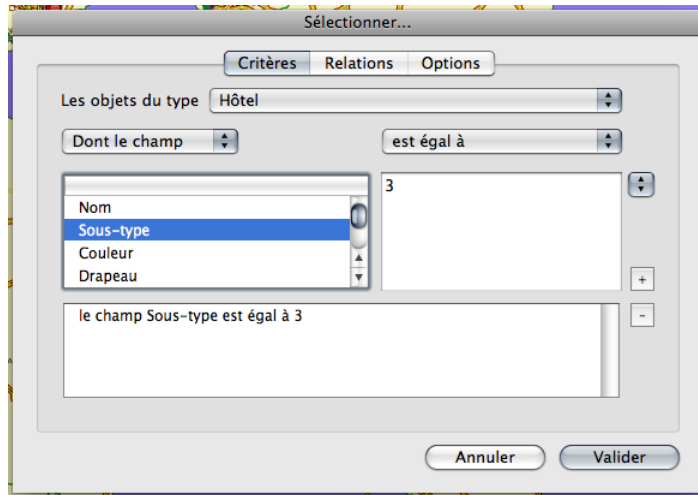 Sélectionner...
Critères Relations Options
Les objets du type Hôtel
Dont le champ est égal à
3
Nom
Sous-type
Couleur
Drapeau
+
le champ Sous-type est égal à 3
-
Annuler Valider